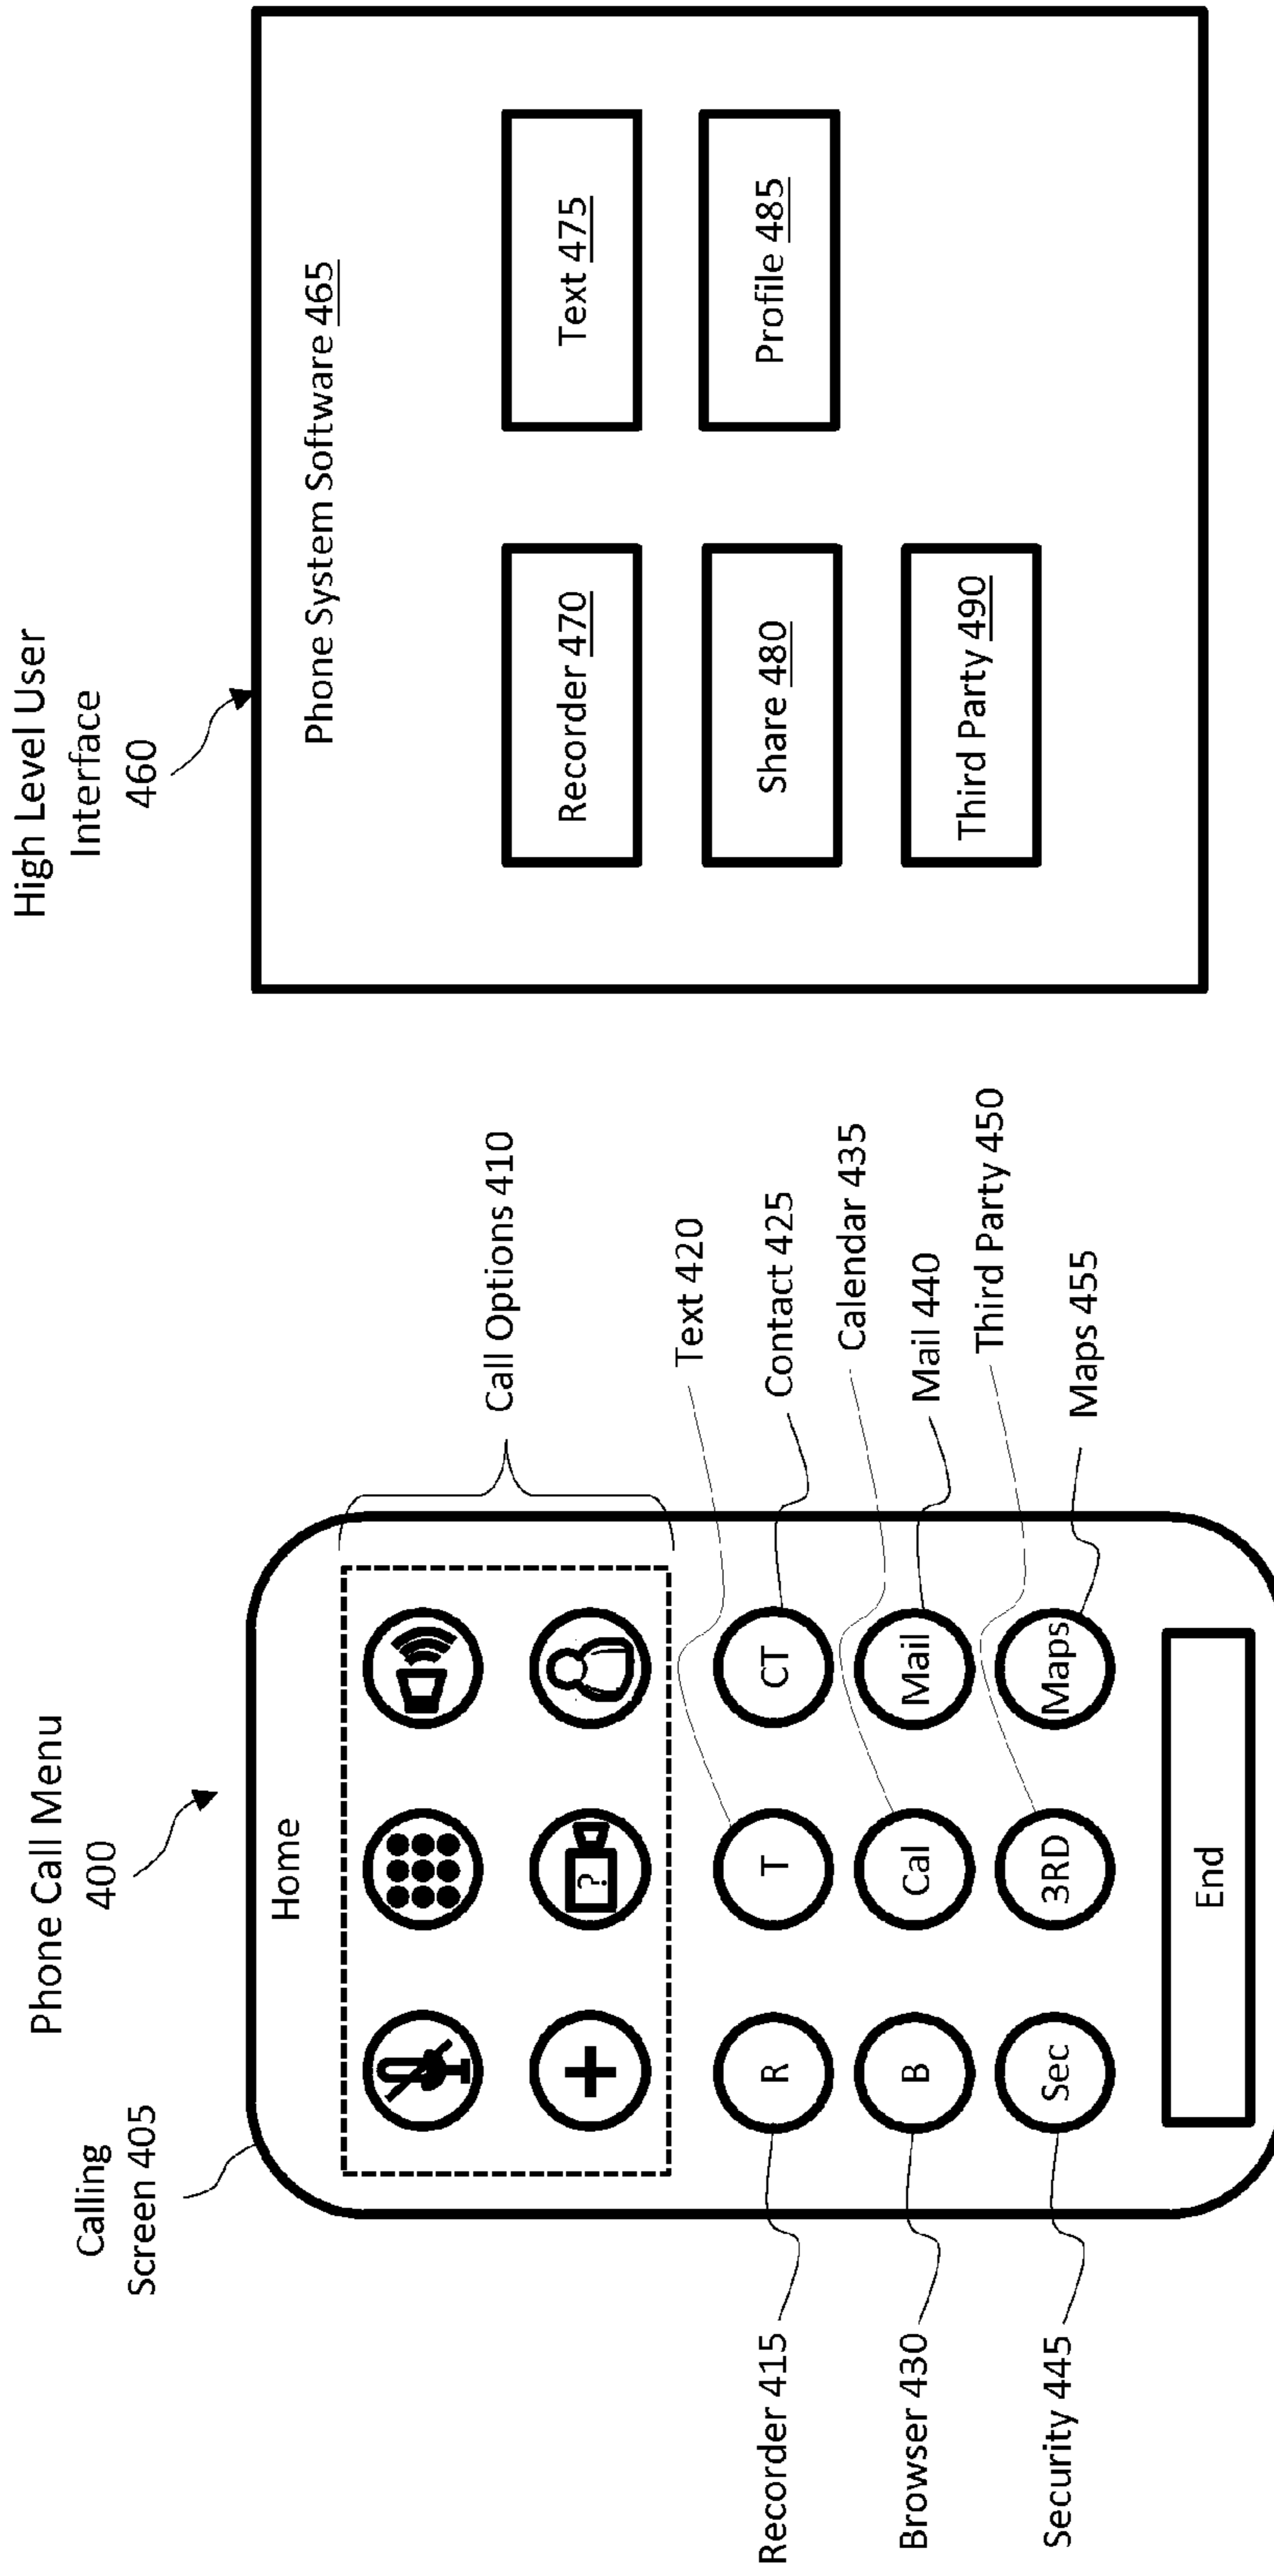 Phone Call Menu
400
Calling
Screen 405
Home
?
Call Options 410
R
T
CT
B
Cal
Mail
Sec
3RD
Maps
End
Recorder 415
Browser 430
Security 445
Text 420
Contact 425
Calendar 435
Mail 440
Third Party 450
Maps 455
High Level User
Interface
460
Phone System Software 465
Recorder 470
Text 475
Share 480
Profile 485
Third Party 490